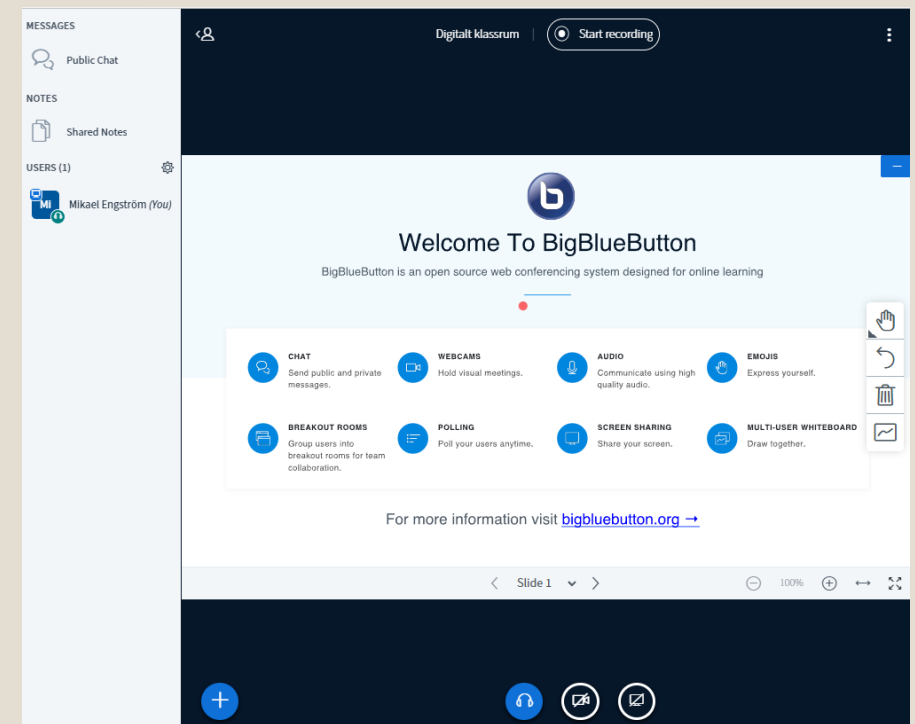 MESSAGES
Public Chat
NOTES
Shared Notes
USERS (1)
Mi
Mikael Engström (You)
Digitalt klassrum
Start recording
Welcome To BigBlueButton
BigBlueButton is an open source web conferencing system designed for online learning
CHAT
Send public and private
messages.
WEBCAMS
Hold visual meetings.
AUDIO
Communicate using high
quality audio.
EMOJIS
Express yourself.
BREAKOUT ROOMS
Group users into
breakout rooms for team
collaboration.
POLLING
Poll your users anytime.
SCREEN SHARING
Share your screen.
MULTI-USER WHITEBOARD
Draw together.
For more information visit bigbluebutton.org →
Slide 1
100%